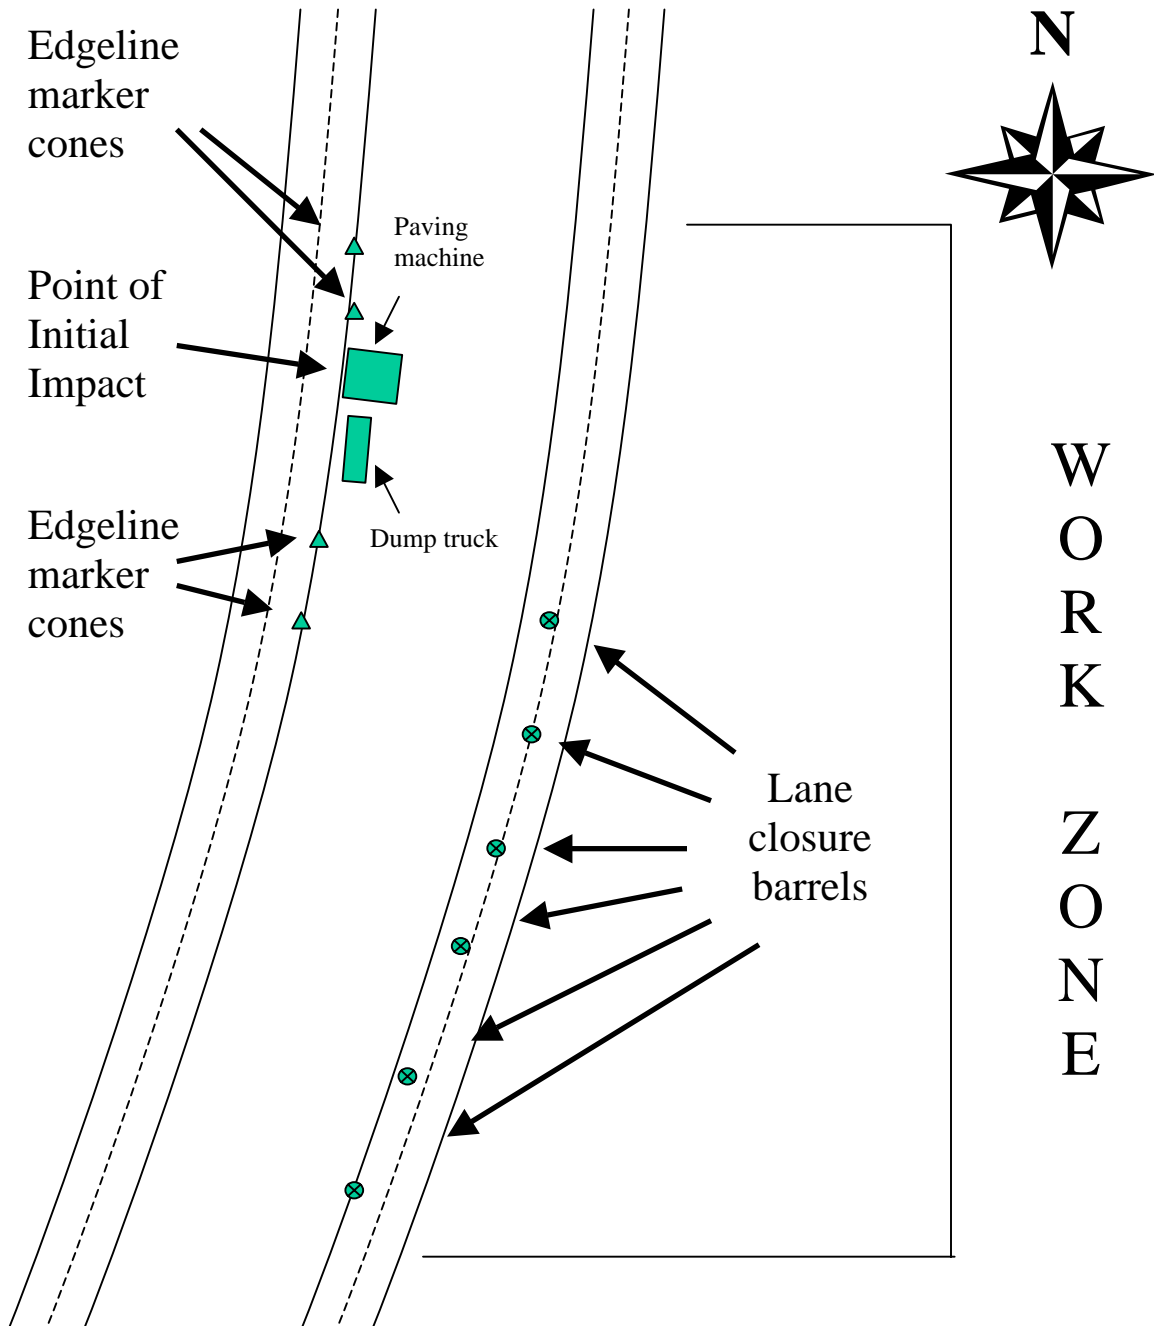 Edgeline
marker
cones
N
Paving
machine
Point of
Initial
Impact
Edgeline
marker
cones
Dump truck
Lane
closure
barrels
W
O
R
K
Z
O
N
E